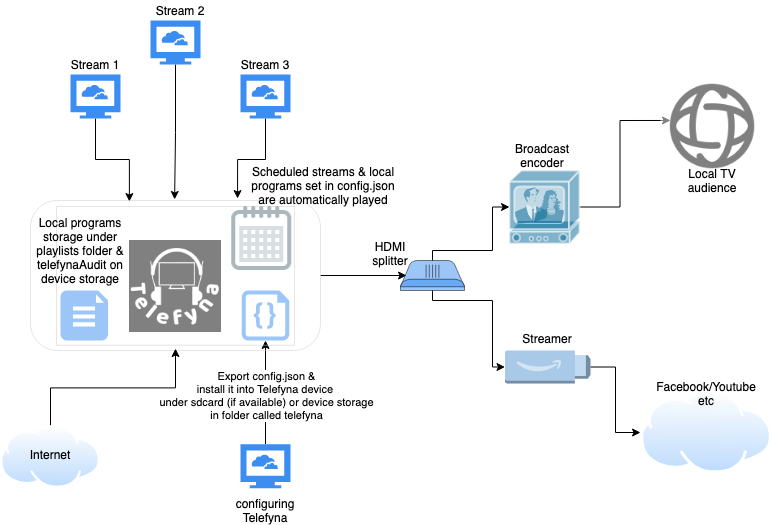 Stream 2
Stream 1
Stream 3
Scheduled streams & local
programs set in config.json
are automatically played
Broadcast
encoder
Local TV
audience
Local programs
storage under
playlists folder &
telefynaAudit on
device storage
Telefyna
{}
HDMI
splitter
Streamer
Export config.json &
install it into Telefyna device
under sdcard (if available) or device storage
in folder called telefyna
Facebook/Youtube
etc
Internet
configuring
Telefyna